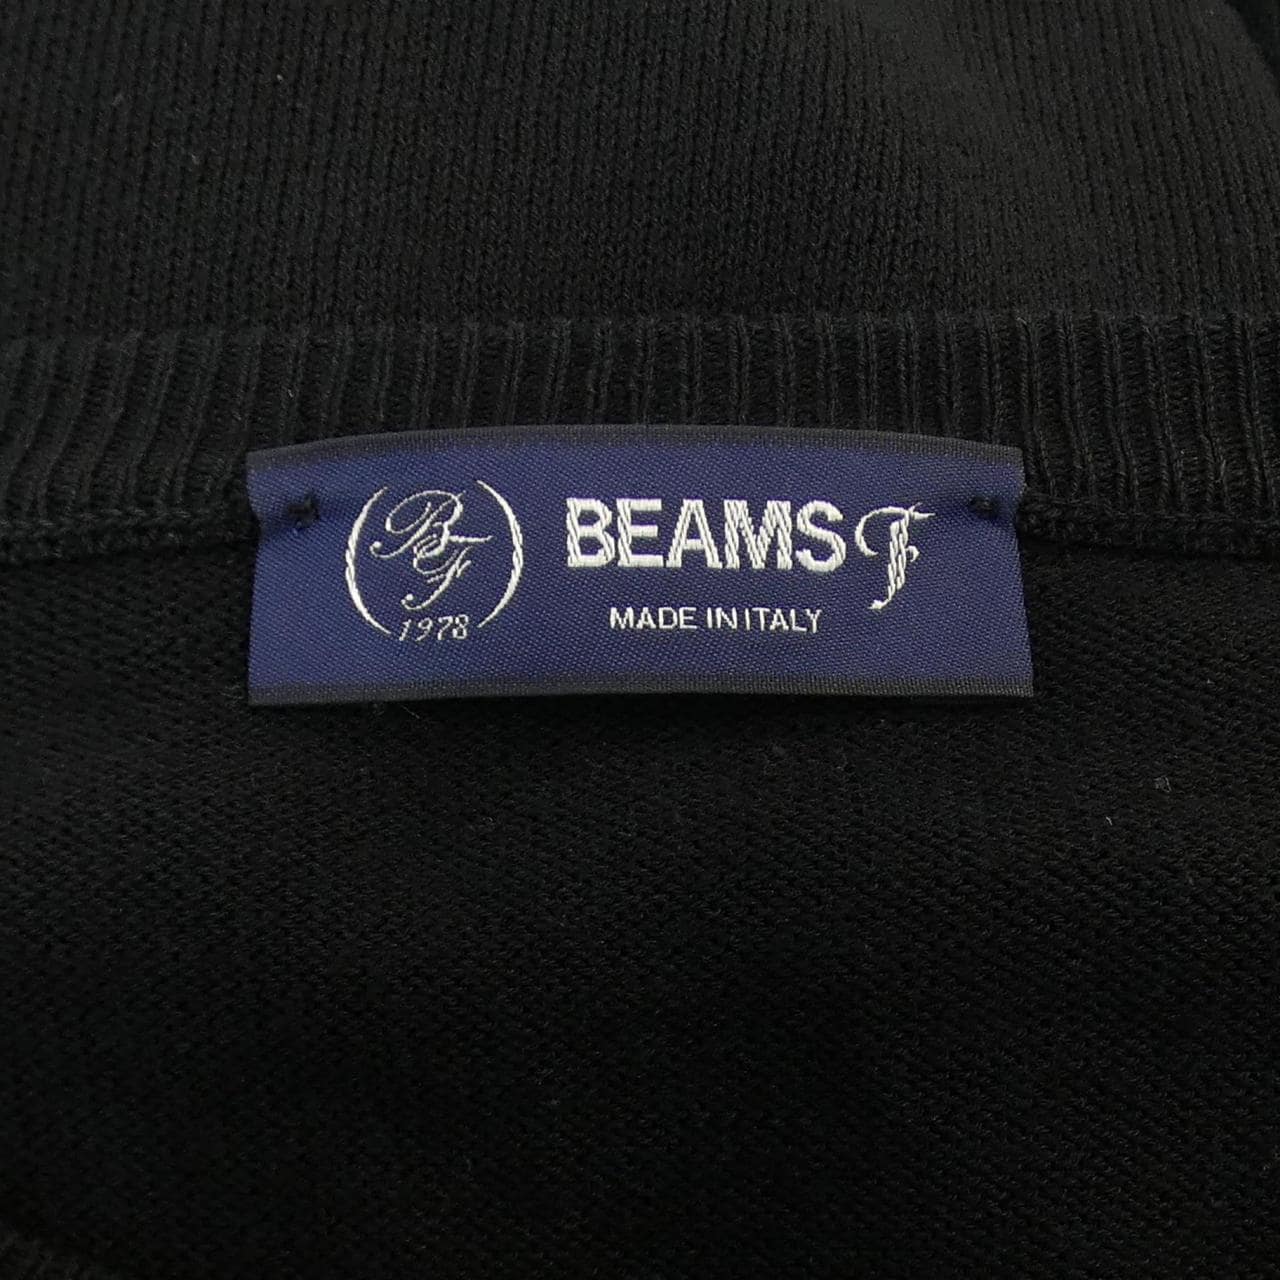 BF
1978
BEAMS F
MADE IN ITALY